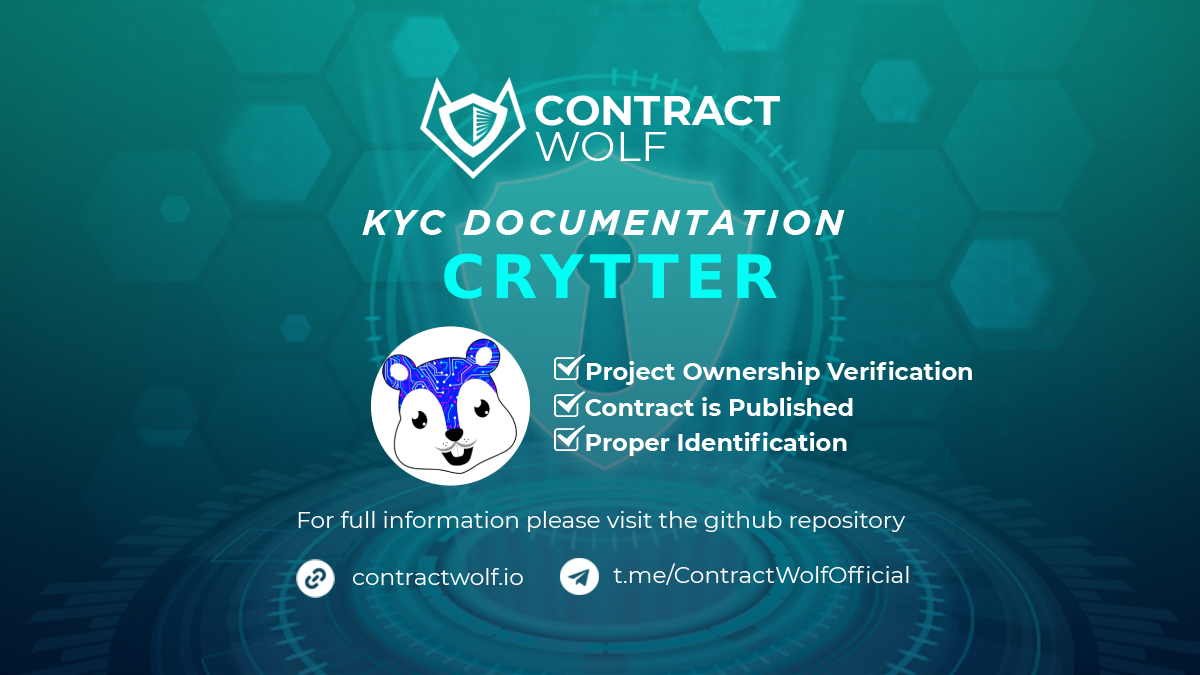 CONTRACT
WOLF
KYC DOCUMENTATION
CRYTTER
Project Ownership Verification
Contract is Published
Proper Identification
For full information please visit the github repository
contractwolf.io
t.me/ContractWolfOfficial